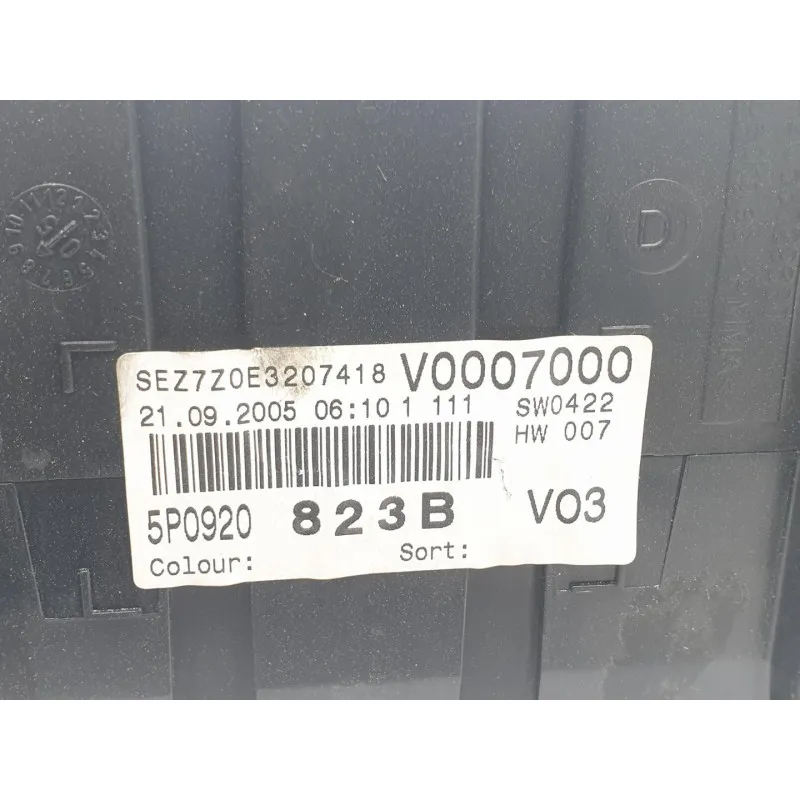 SEZ7Z0E3207418 V0007000
21.09.2005 06:10 1 111 SW0422
HW 007
5P0920 823B V03
Colour: Sort:
D